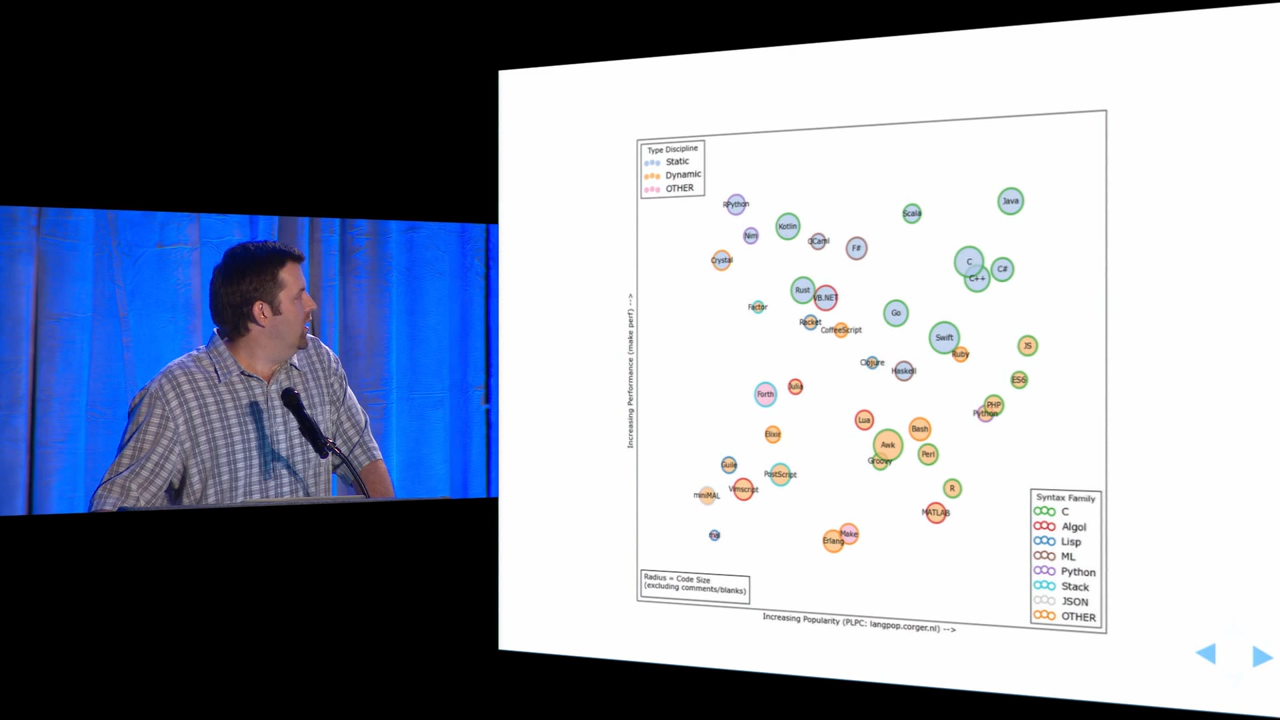 Type Discipline
Static
Dynamic
OTHER
RPython
Java
Scala
Kotlin
Nim
OCaml
F#
Crystal
C
C#
C++
Rust
VB.NET
Factor
Go
Racket
CoffeeScript
Swift
JS
Ruby
Clojure
Haskell
ES6
Julia
Forth
PHP
Python
Lua
Bash
Elixir
Awk
Perl
Groovy
Guile
PostScript
Vimscript
miniMAL
R
MATLAB
mal
Make
Erlang
Syntax Family
C
Algol
Lisp
ML
Python
Stack
JSON
OTHER
Radius = Code Size
(excluding comments/blanks)
Increasing Performance (make perf) -->
Increasing Popularity (PLPC: langpop.corger.nl) -->